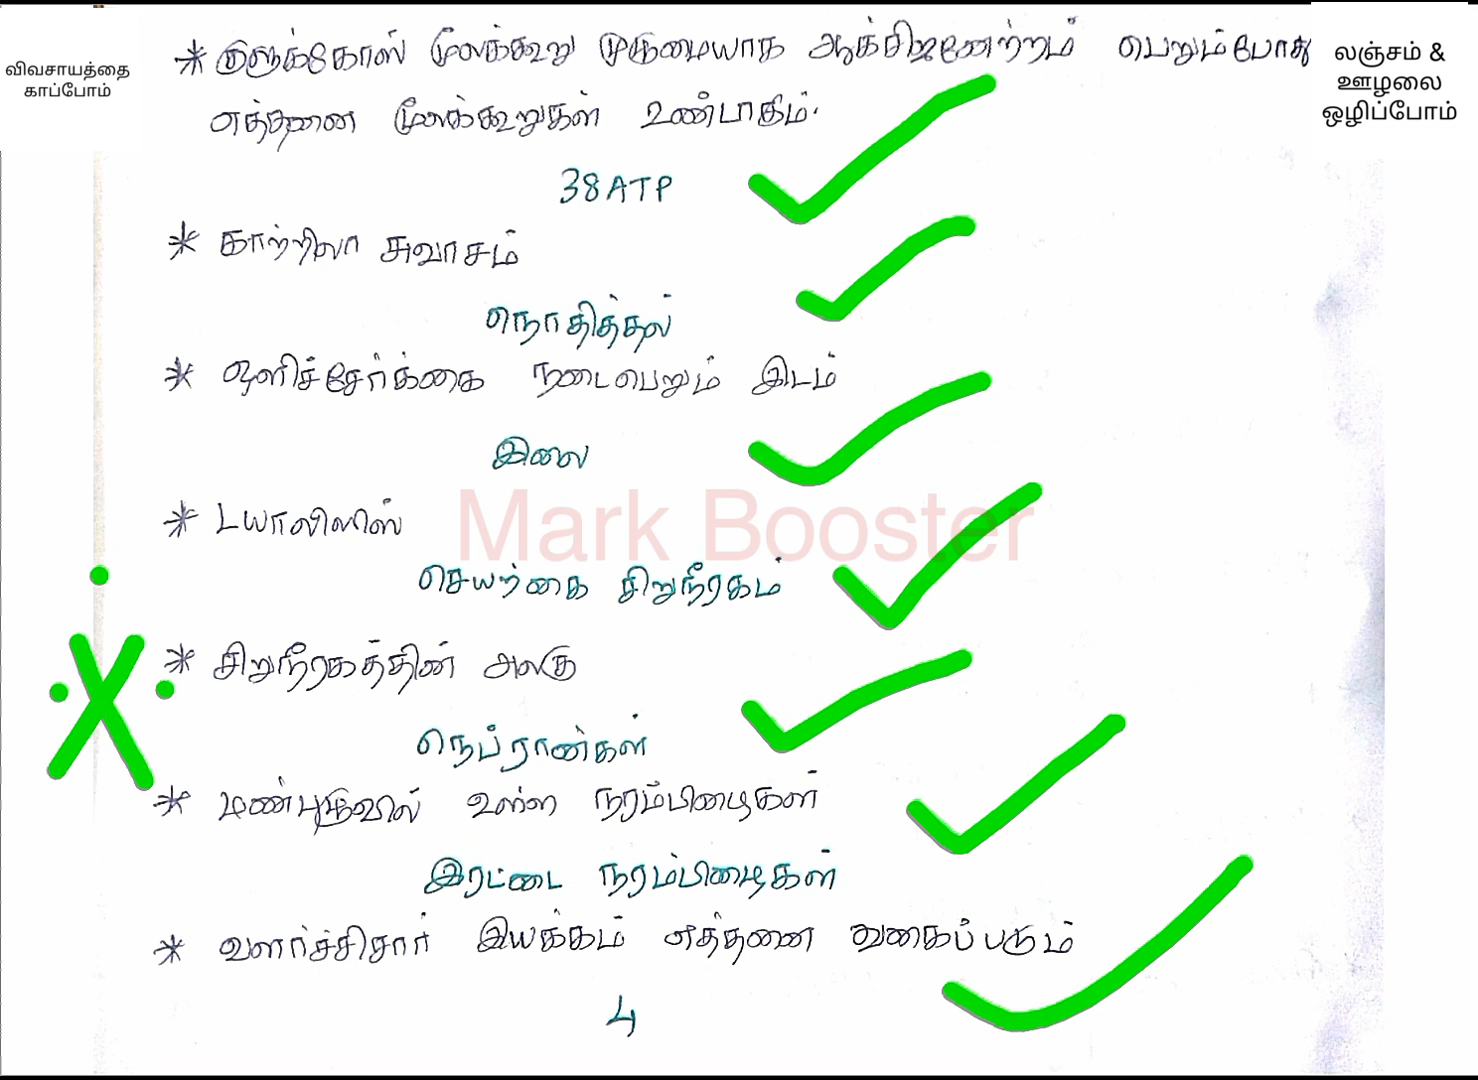 விவசாயத்தை
காப்போம்
லஞ்சம் &
ஊழலை
ஒழிப்போம்
* குளுக்கோஸ் மூலக்கூறு முழுமையாக ஆக்சிஜனேற்றம் பெறும்போது
எத்தனை மூலக்கூறுகள் உண்டாகும்.
38 ATP
* காற்றிலா சுவாசம்
நொதித்தல்
* ஒளிச்சேர்க்கை நடைபெறும் இடம்
இலை
* டயாலிஸிஸ்
Mark Booster
செயற்கை சிறுநீரகம்
* சிறுநீரகத்தின் அலகு
நெப்ரான்கள்
* மண்புழுவில் உள்ள நரம்பிழைகள்
இரட்டை நரம்பிழைகள்
* வளர்ச்சிசார் இயக்கம் எத்தனை வகைப்படும்
4